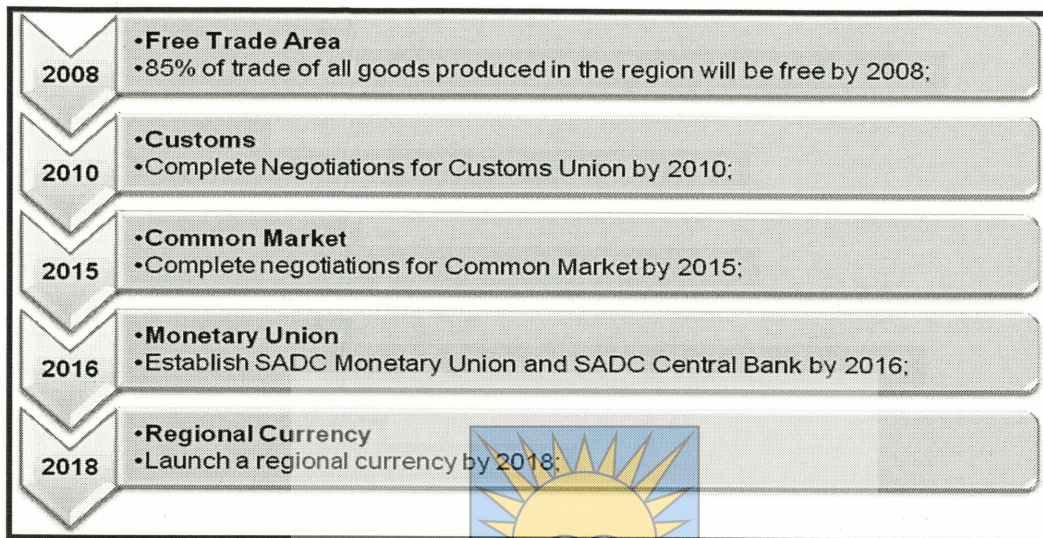 2008
•Free Trade Area
•85% of trade of all goods produced in the region will be free by 2008;
2010
•Customs
•Complete Negotiations for Customs Union by 2010;
2015
•Common Market
•Complete negotiations for Common Market by 2015;
2016
•Monetary Union
•Establish SADC Monetary Union and SADC Central Bank by 2016;
2018
•Regional Currency
•Launch a regional currency by 2018;